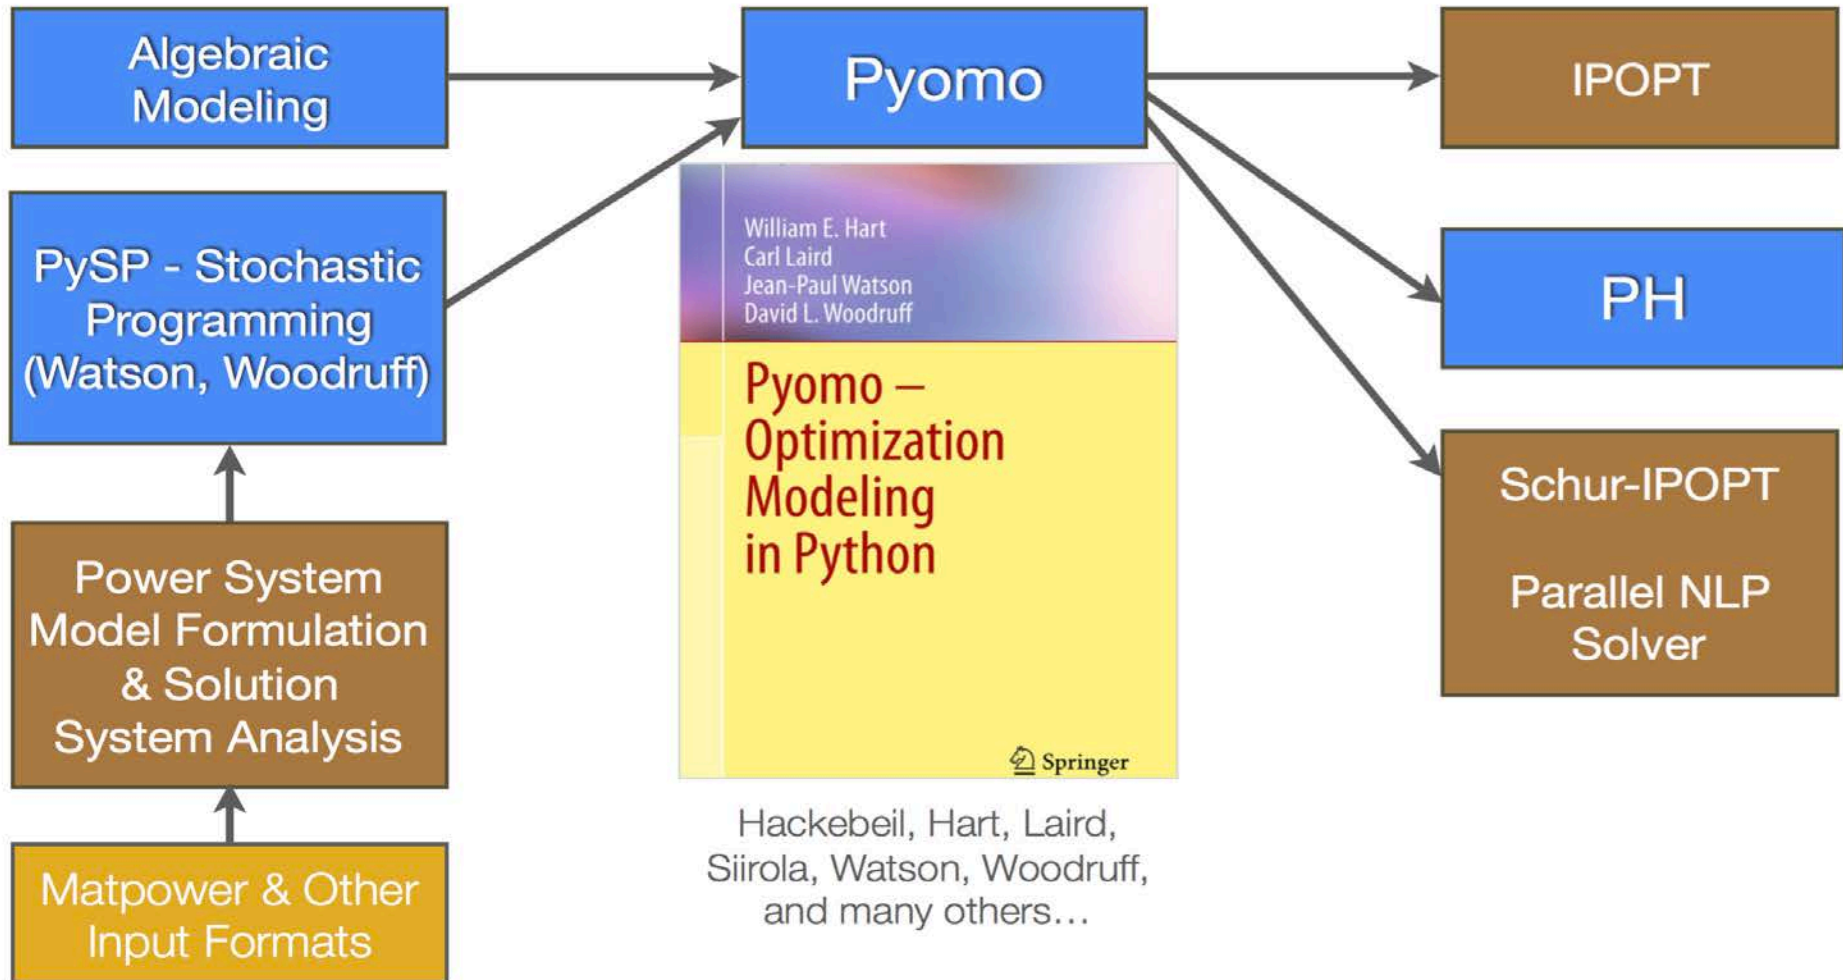 Algebraic
Modeling
Pyomo
IPOPT
PySP - Stochastic
Programming
(Watson, Woodruff)
William E. Hart
Carl Laird
Jean-Paul Watson
David L. Woodruff
Pyomo –
Optimization
Modeling
in Python
Springer
PH
Schur-IPOPT
Parallel NLP
Solver
Power System
Model Formulation
& Solution
System Analysis
Matpower & Other
Input Formats
Hackebeil, Hart, Laird,
Siirola, Watson, Woodruff,
and many others…